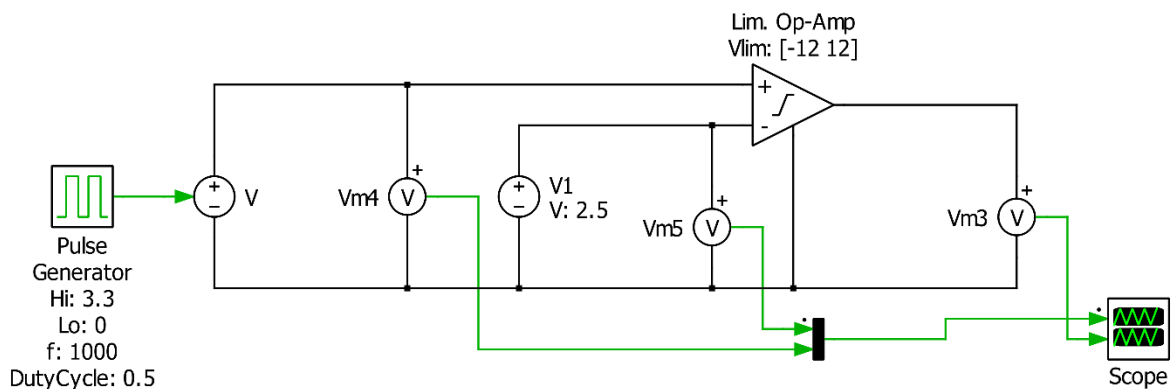 Lim. Op-Amp
Vlim: [-12 12]
+
-
Pulse
Generator
Hi: 3.3
Lo: 0
f: 1000
DutyCycle: 0.5
+
−
V
Vm4
+
V
+
−
V1
V: 2.5
Vm5
+
V
Vm3
+
V
Scope